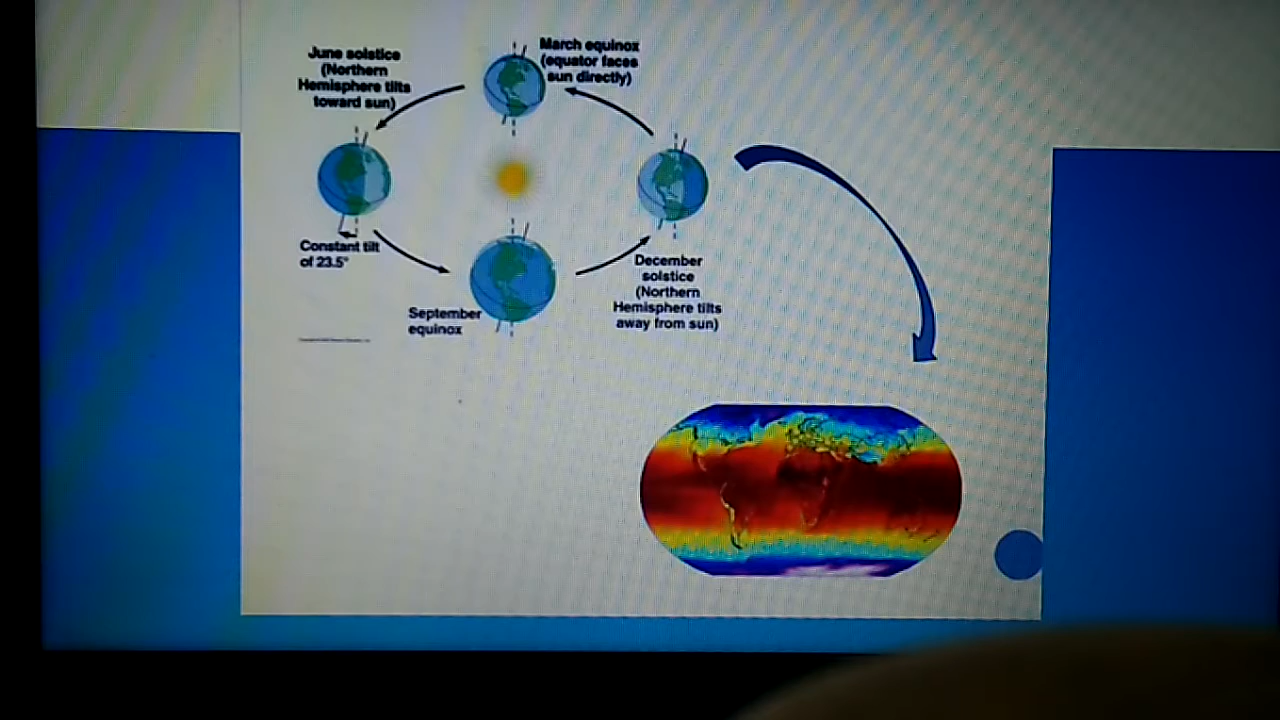 June solstice
(Northern
Hemisphere tilts
toward sun)
March equinox
(equator faces
sun directly)
Constant tilt
of 23.5°
September
equinox
December
solstice
(Northern
Hemisphere tilts
away from sun)